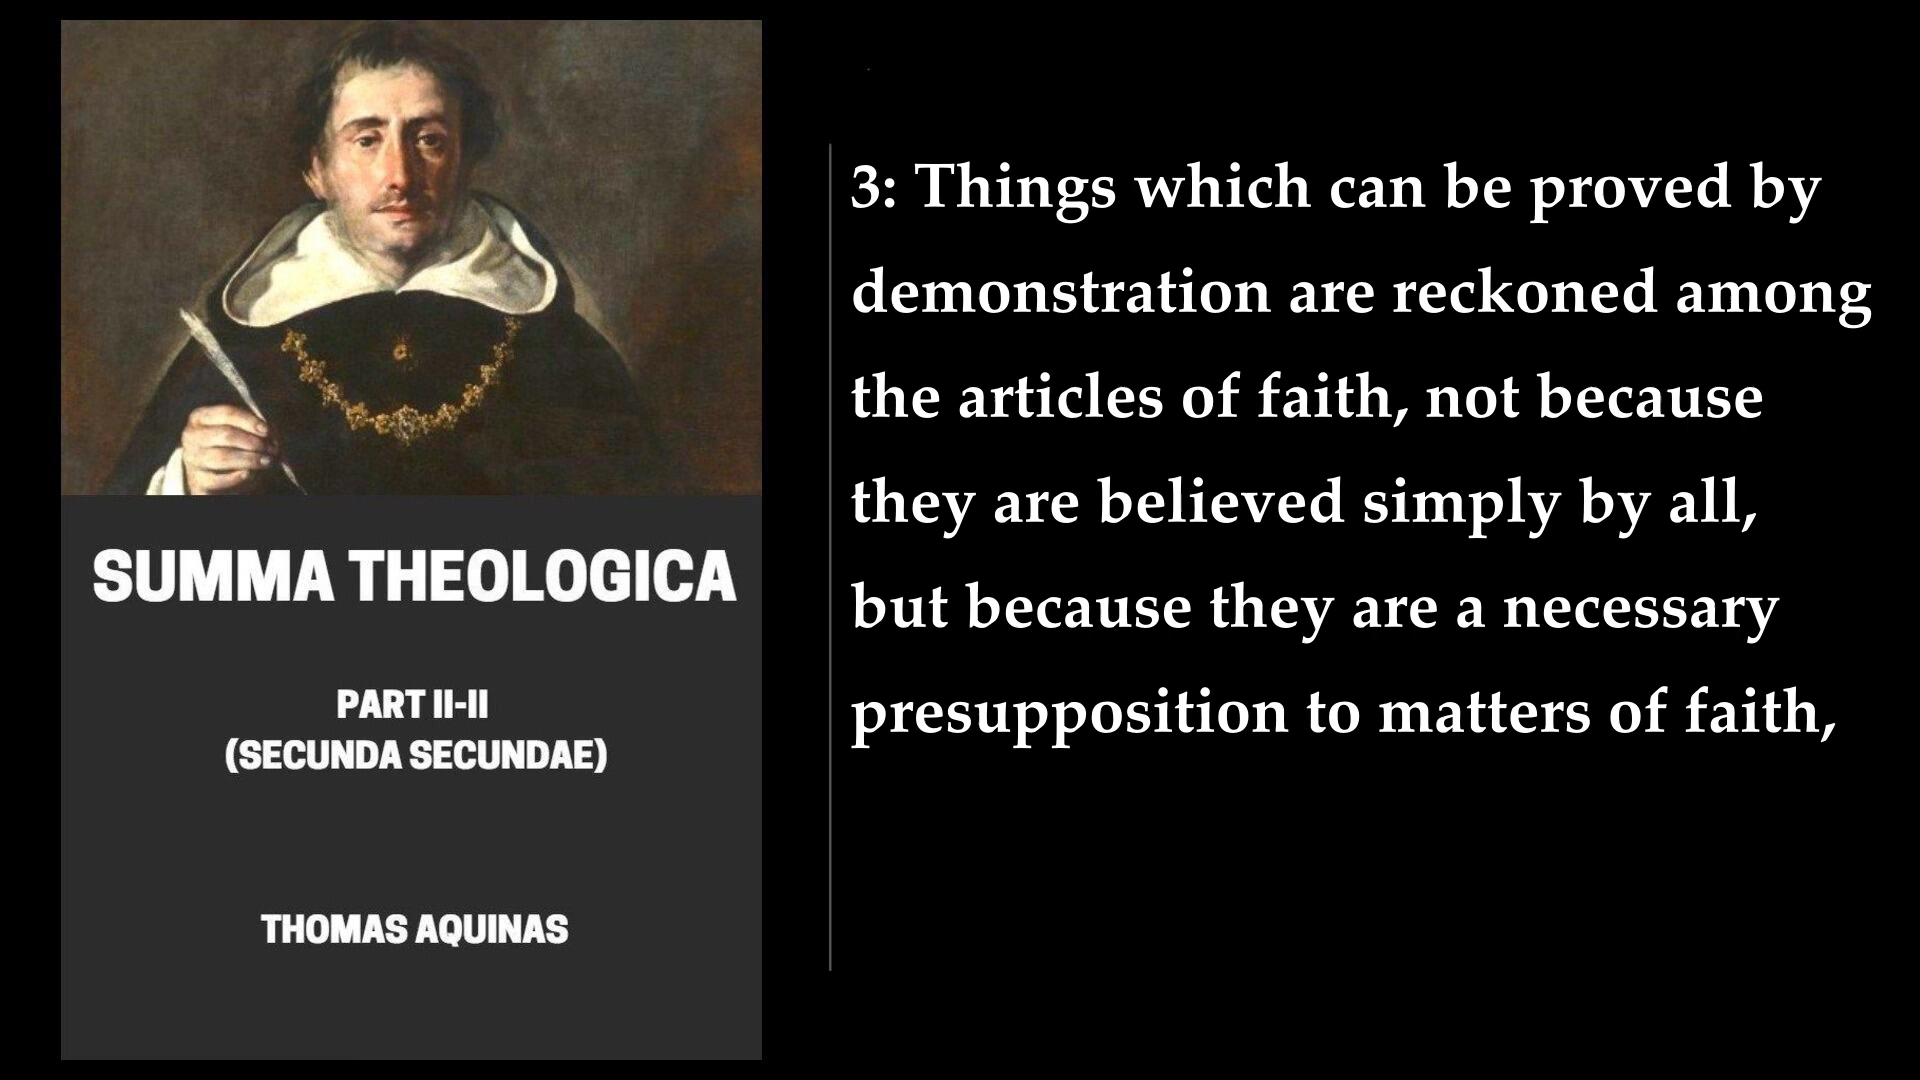 SUMMA THEOLOGICA
PART II-II
(SECUNDA SECUNDAE)
THOMAS AQUINAS
3: Things which can be proved by
demonstration are reckoned among
the articles of faith, not because
they are believed simply by all,
but because they are a necessary
presupposition to matters of faith,